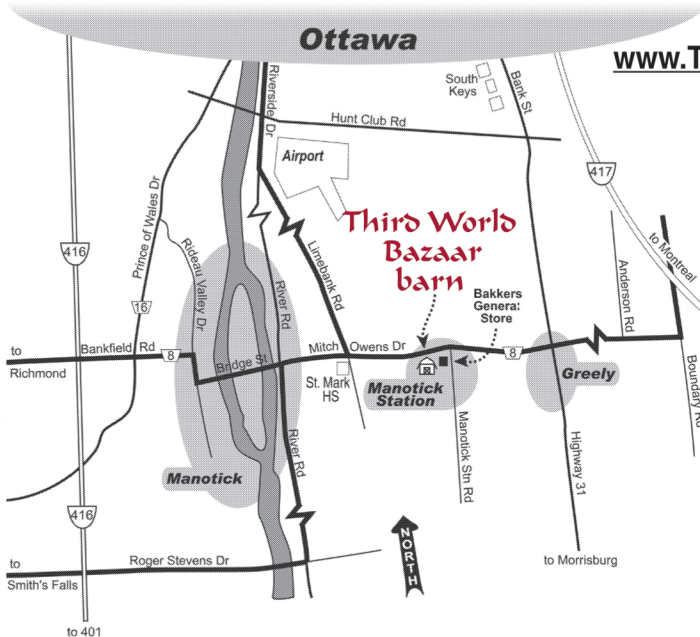 Ottawa
www.T
South
Keys
Bank St
Riverside Dr
Hunt Club Rd
Airport
417
to Montreal
Prince of Wales Dr
416
Third World
Bazaar
barn
Rideau Valley Dr
River Rd
Limebank Rd
Anderson Rd
16
Bakkers
Genera:
Store
to
Richmond
Bankfield Rd
8
Bridge St
Mitch Owens Dr
8
St. Mark
HS
Manotick
Station
Greely
Boundary Rd
Manotick Stn Rd
Highway 31
River Rd
Manotick
416
NORTH
to
Smith's Falls
Roger Stevens Dr
to Morrisburg
to 401